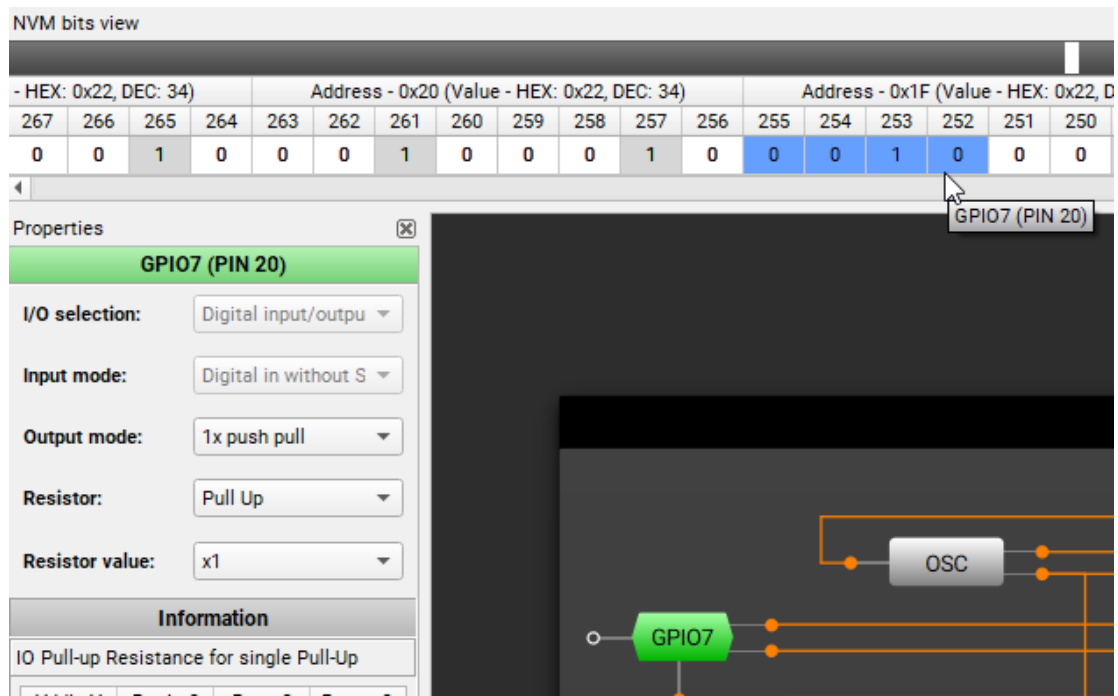 NVM bits view
- HEX: 0x22, DEC: 34) Address - 0x20 (Value - HEX: 0x22, DEC: 34) Address - 0x1F (Value - HEX: 0x22, D
267 266 265 264 263 262 261 260 259 258 257 256 255 254 253 252 251 250
0 0 1 0 0 0 1 0 0 0 1 0 0 0 1 0 0 0
GPIO7 (PIN 20)
Properties
GPIO7 (PIN 20)
I/O selection: Digital input/outpu
Input mode: Digital in without S
Output mode: 1x push pull
Resistor: Pull Up
Resistor value: x1
Information
IO Pull-up Resistance for single Pull-Up
OSC
GPIO7